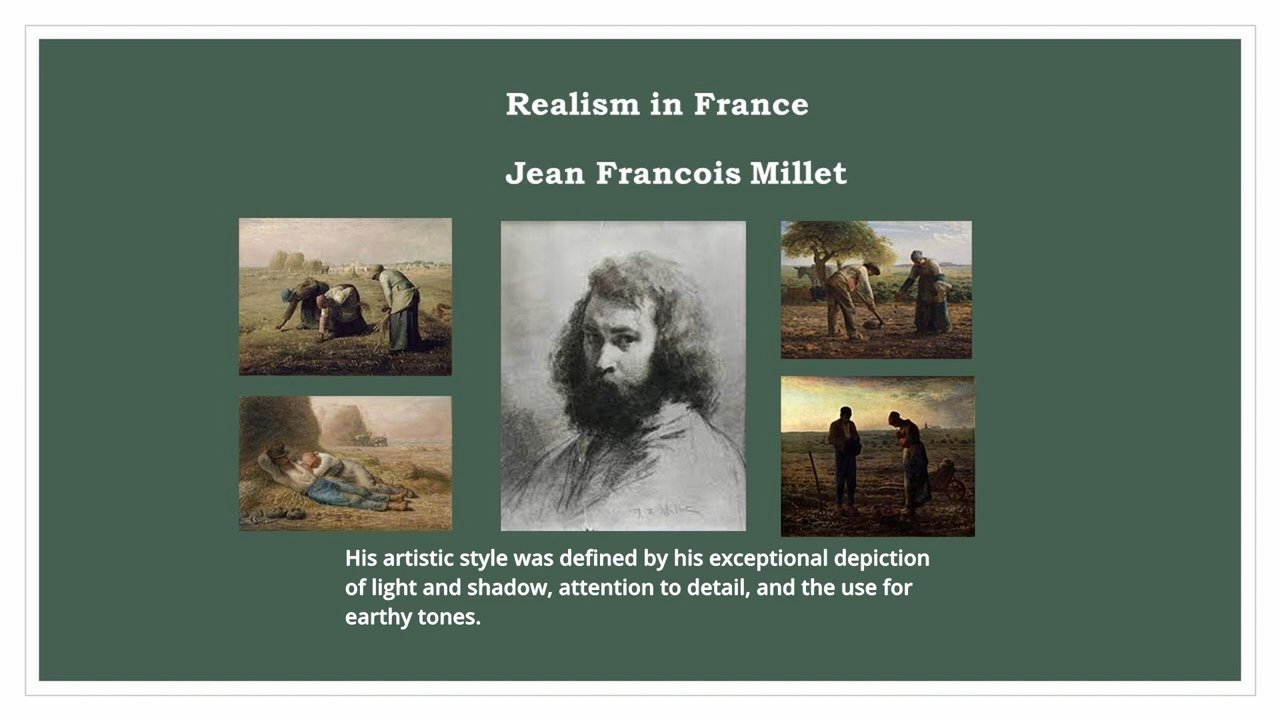 Realism in France
Jean Francois Millet
J. F. Millet
His artistic style was defined by his exceptional depiction
of light and shadow, attention to detail, and the use for
earthy tones.